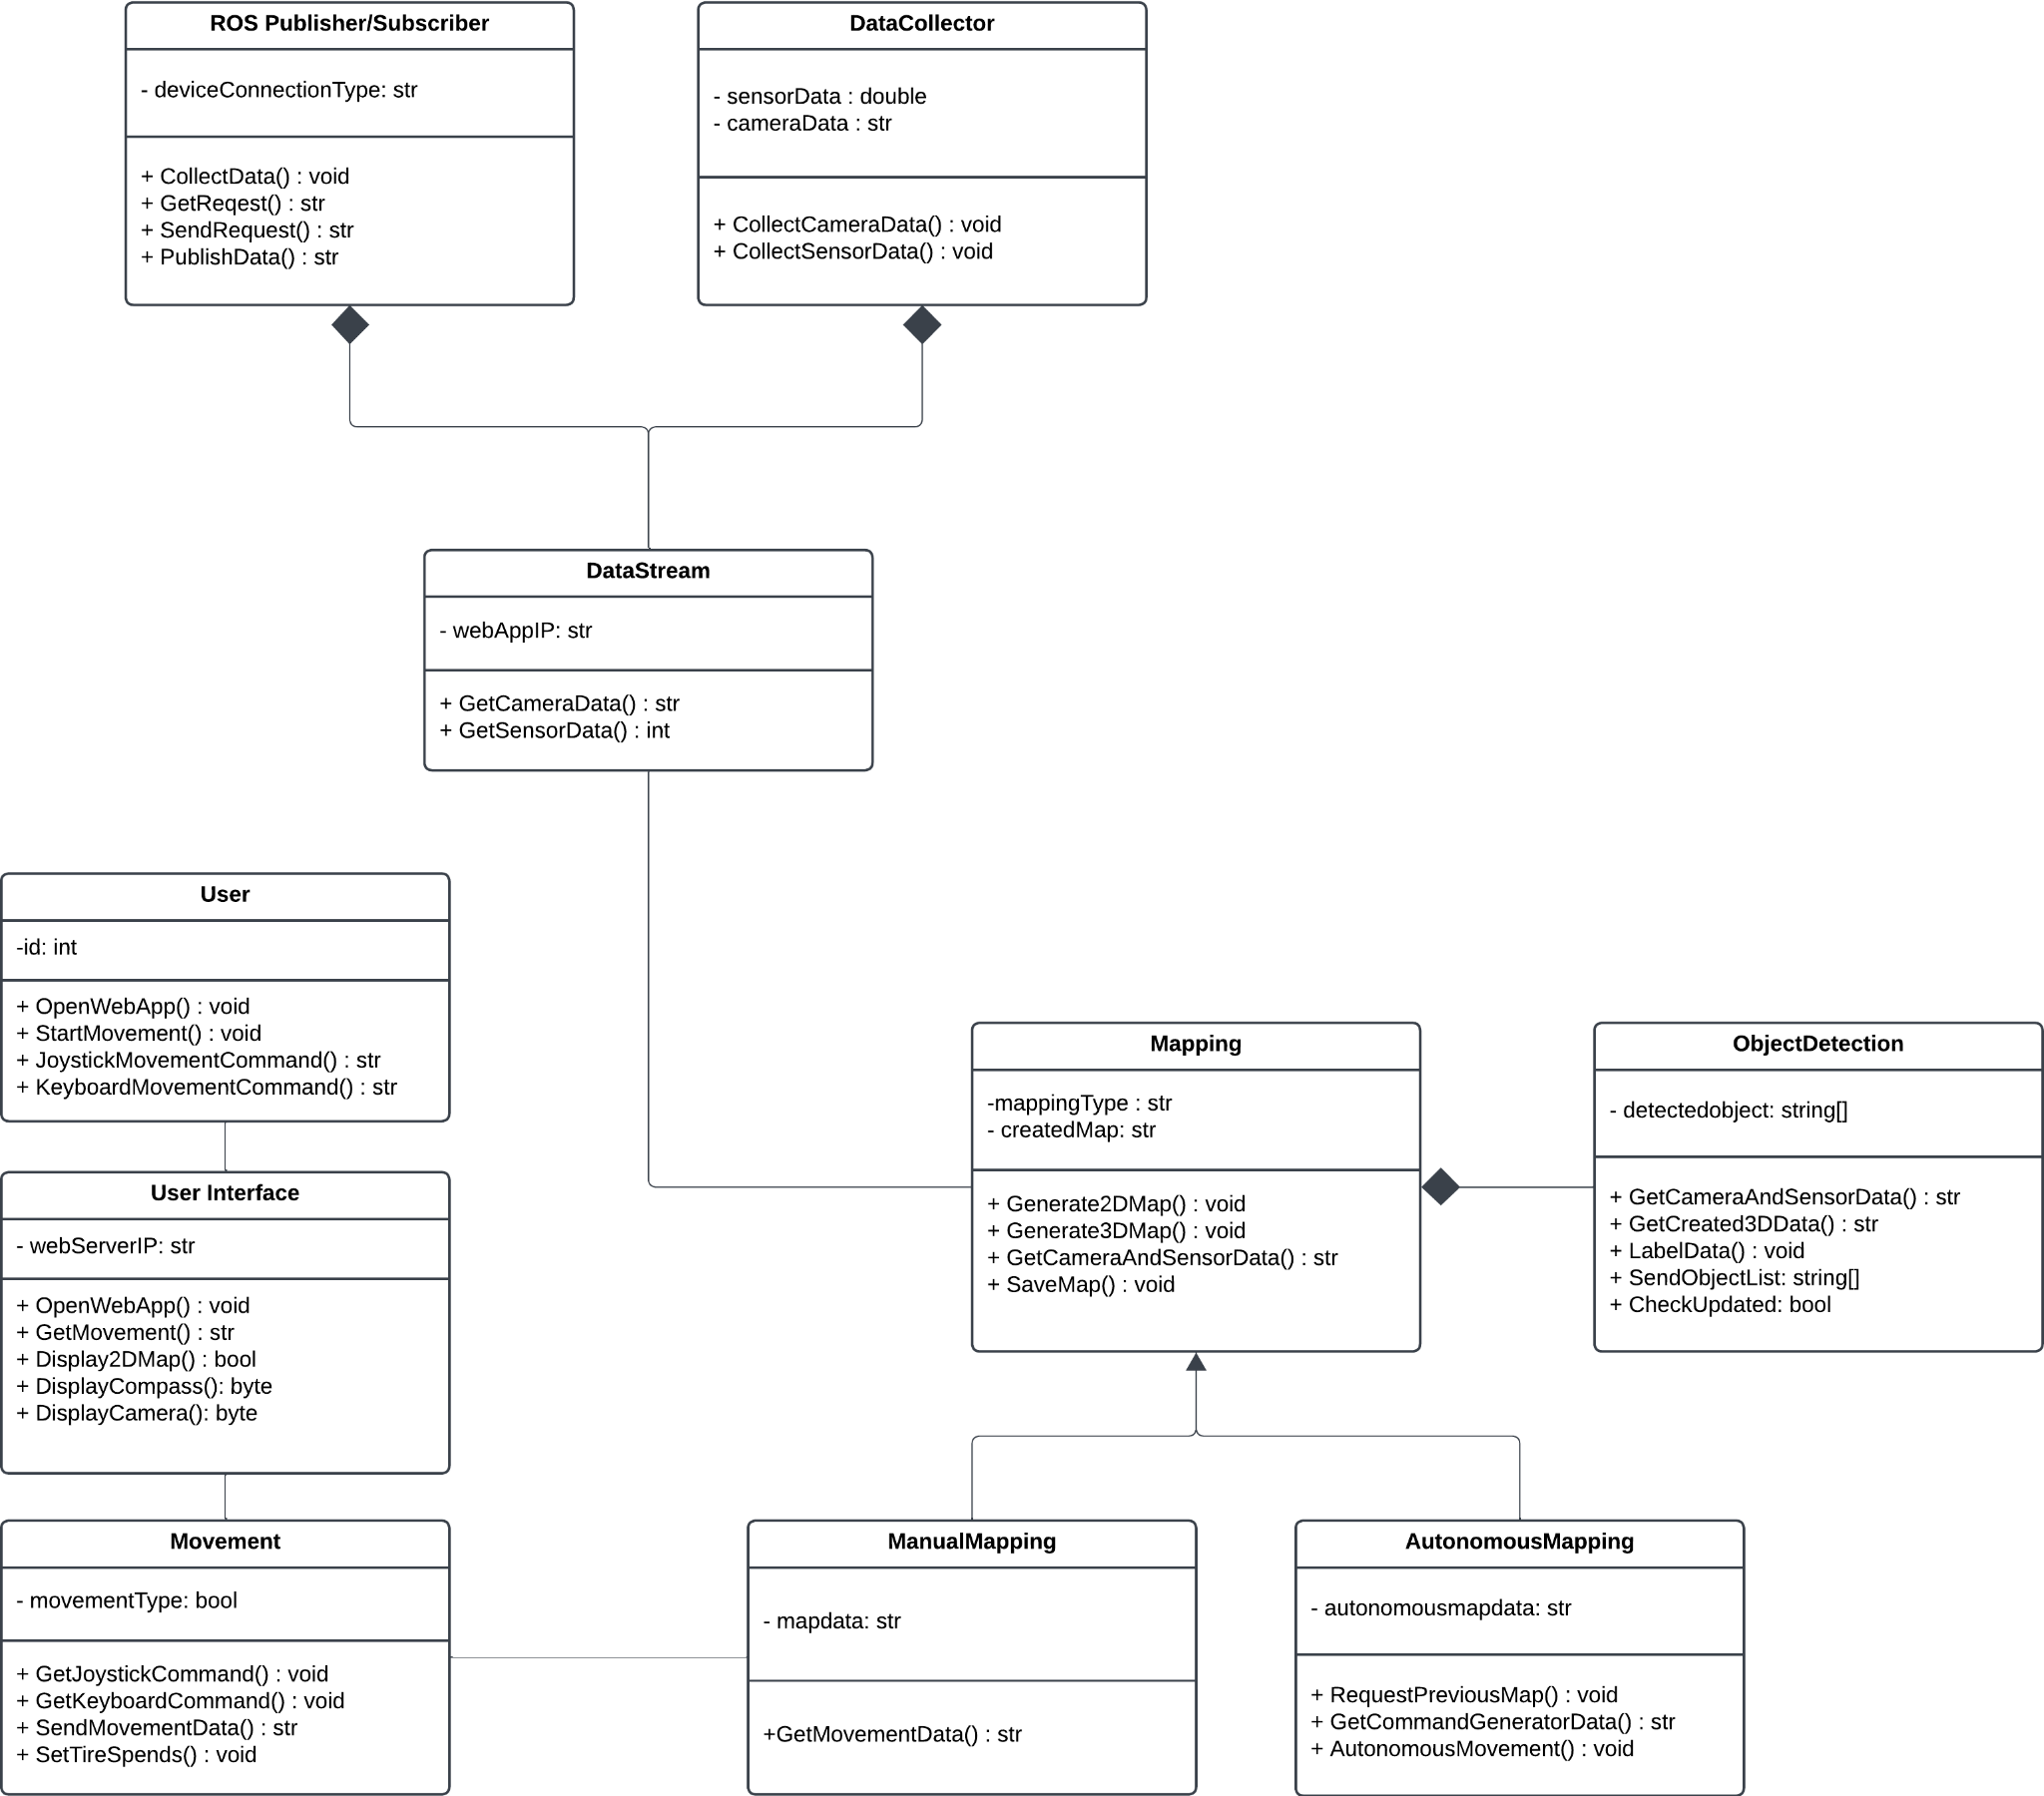 ROS Publisher/Subscriber
- deviceConnectionType: str
+ CollectData() : void
+ GetReqest() : str
+ SendRequest() : str
+ PublishData() : str
DataCollector
- sensorData : double
- cameraData : str
+ CollectCameraData() : void
+ CollectSensorData() : void
DataStream
- webAppIP: str
+ GetCameraData() : str
+ GetSensorData() : int
User
-id: int
+ OpenWebApp() : void
+ StartMovement() : void
+ JoystickMovementCommand() : str
+ KeyboardMovementCommand() : str
User Interface
- webServerIP: str
+ OpenWebApp() : void
+ GetMovement() : str
+ Display2DMap() : bool
+ DisplayCompass(): byte
+ DisplayCamera(): byte
Mapping
-mappingType : str
- createdMap: str
+ Generate2DMap() : void
+ Generate3DMap() : void
+ GetCameraAndSensorData() : str
+ SaveMap() : void
ObjectDetection
- detectedobject: string[]
+ GetCameraAndSensorData() : str
+ GetCreated3DData() : str
+ LabelData() : void
+ SendObjectList: string[]
+ CheckUpdated: bool
Movement
- movementType: bool
+ GetJoystickCommand() : void
+ GetKeyboardCommand() : void
+ SendMovementData() : str
+ SetTireSpends() : void
ManualMapping
- mapdata: str
+GetMovementData() : str
AutonomousMapping
- autonomousmapdata: str
+ RequestPreviousMap() : void
+ GetCommandGeneratorData() : str
+ AutonomousMovement() : void